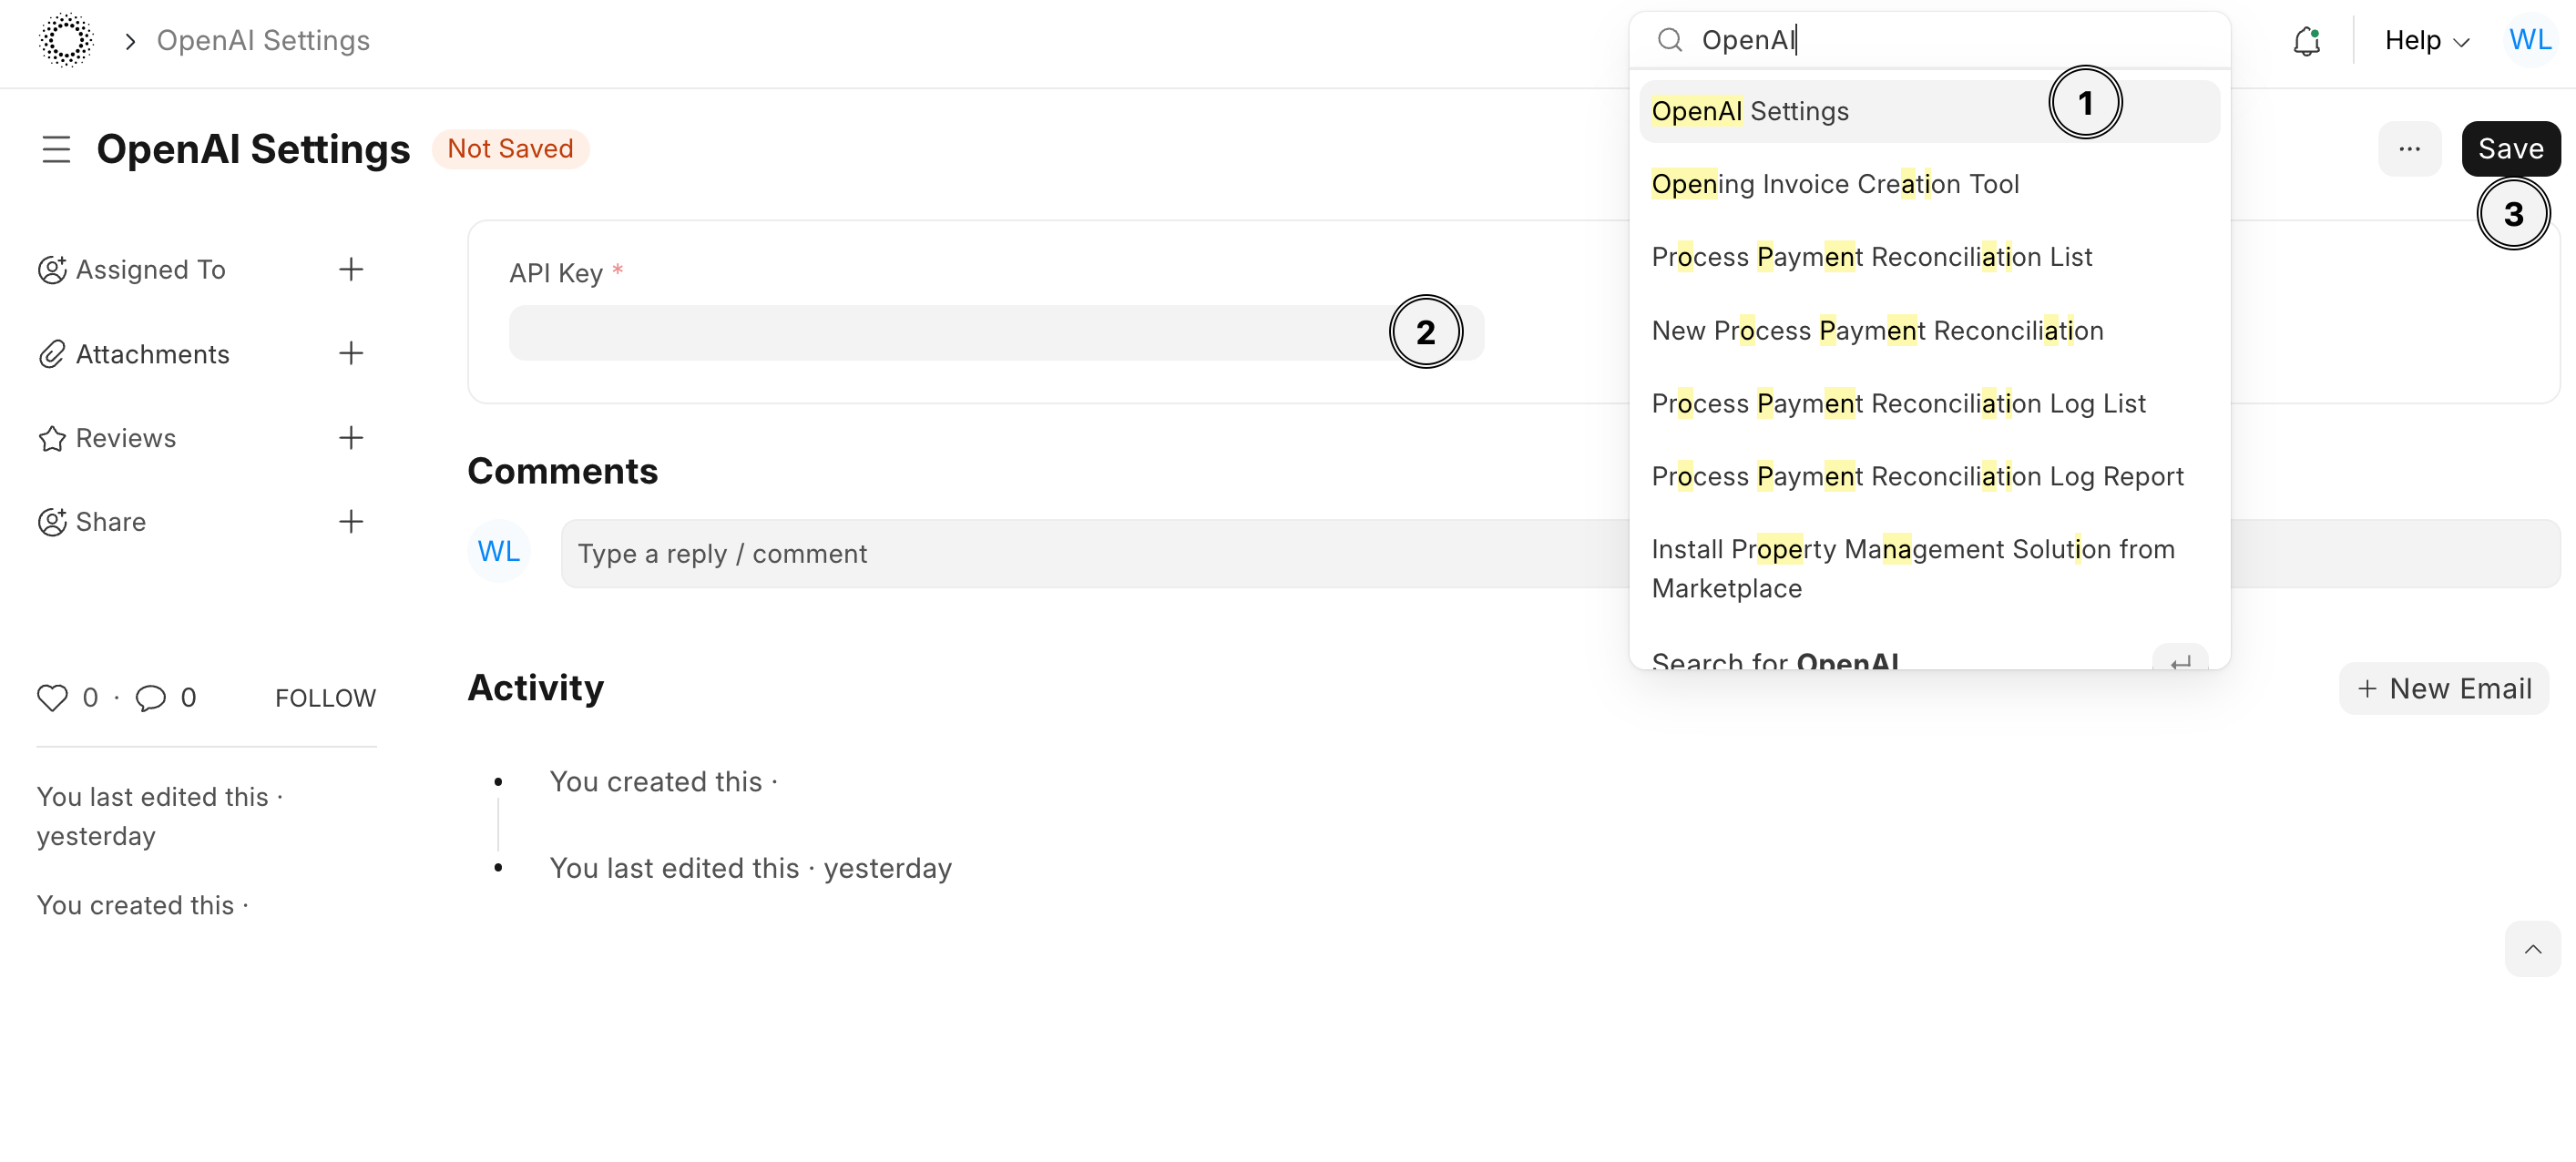 OpenAI Settings
OpenAI
Help
WL
OpenAI Settings
Not Saved
Save
3
Assigned To
Attachments
Reviews
Share
0 · 0 FOLLOW
You last edited this ·
yesterday
You created this ·
API Key *
2
Comments
WL
Type a reply / comment
Activity
New Email
You created this ·
You last edited this · yesterday
OpenAI Settings
1
Opening Invoice Creation Tool
Process Payment Reconciliation List
New Process Payment Reconciliation
Process Payment Reconciliation Log List
Process Payment Reconciliation Log Report
Install Property Management Solution from
Marketplace
Search for OpenAI